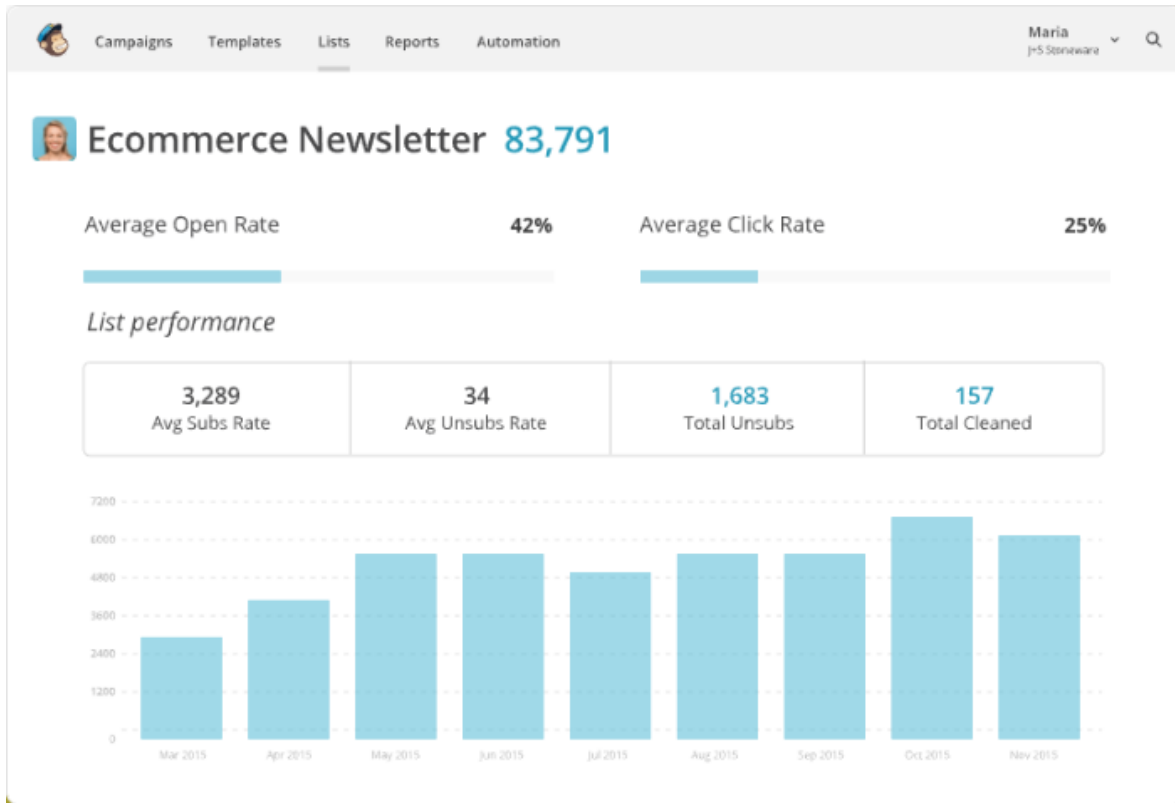 Campaigns Templates Lists Reports Automation
Maria
J+S Stoneware
Ecommerce Newsletter 83,791
Average Open Rate 42% Average Click Rate 25%
List performance
3,289 34 1,683 157
Avg Subs Rate Avg Unsubs Rate Total Unsubs Total Cleaned
7200
6000
4800
3600
2400
1200
0
Mar 2015 Apr 2015 May 2015 Jun 2015 Jul 2015 Aug 2015 Sep 2015 Oct 2015 Nov 2015